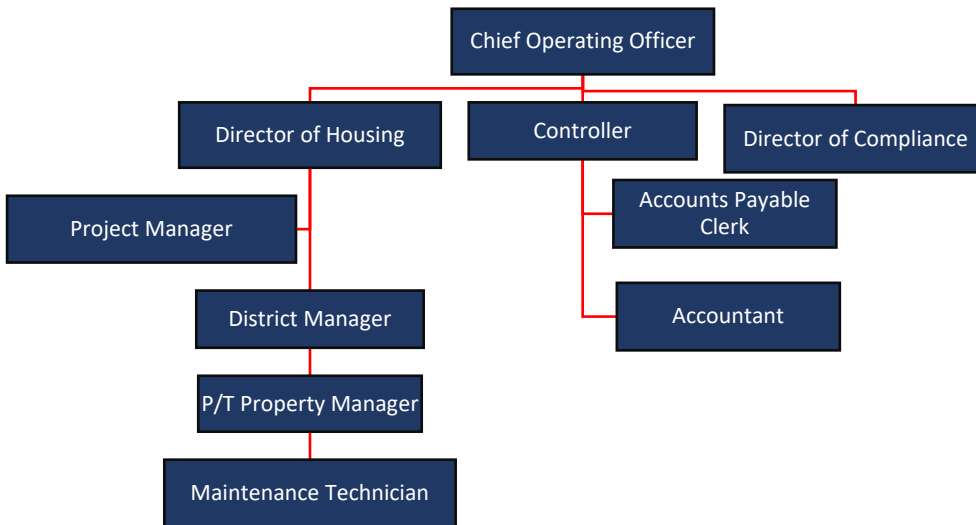 Chief Operating Officer
Director of Housing
Controller
Director of Compliance
Project Manager
Accounts Payable
Clerk
District Manager
Accountant
P/T Property Manager
Maintenance Technician